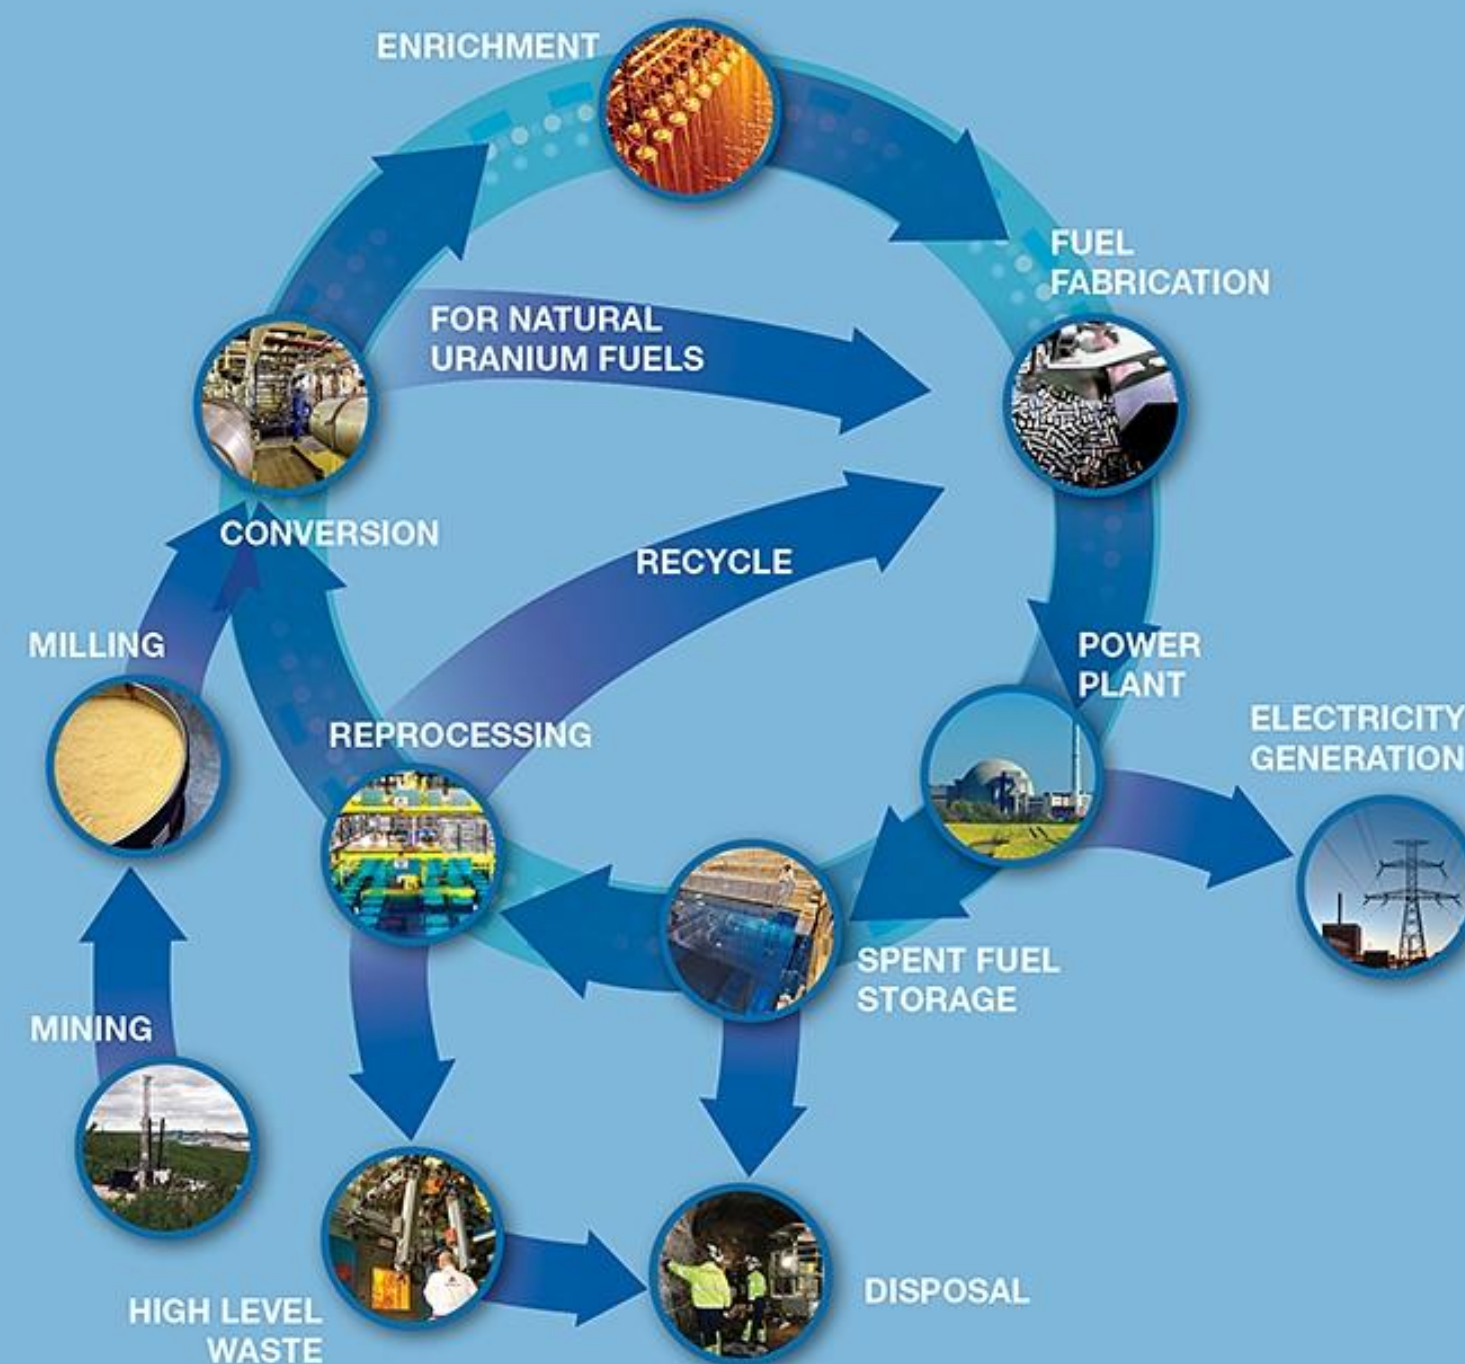 ENRICHMENT
FUEL
FABRICATION
FOR NATURAL
URANIUM FUELS
CONVERSION
RECYCLE
MILLING
POWER
PLANT
REPROCESSING
ELECTRICITY
GENERATION
SPENT FUEL
STORAGE
MINING
HIGH LEVEL
WASTE
DISPOSAL